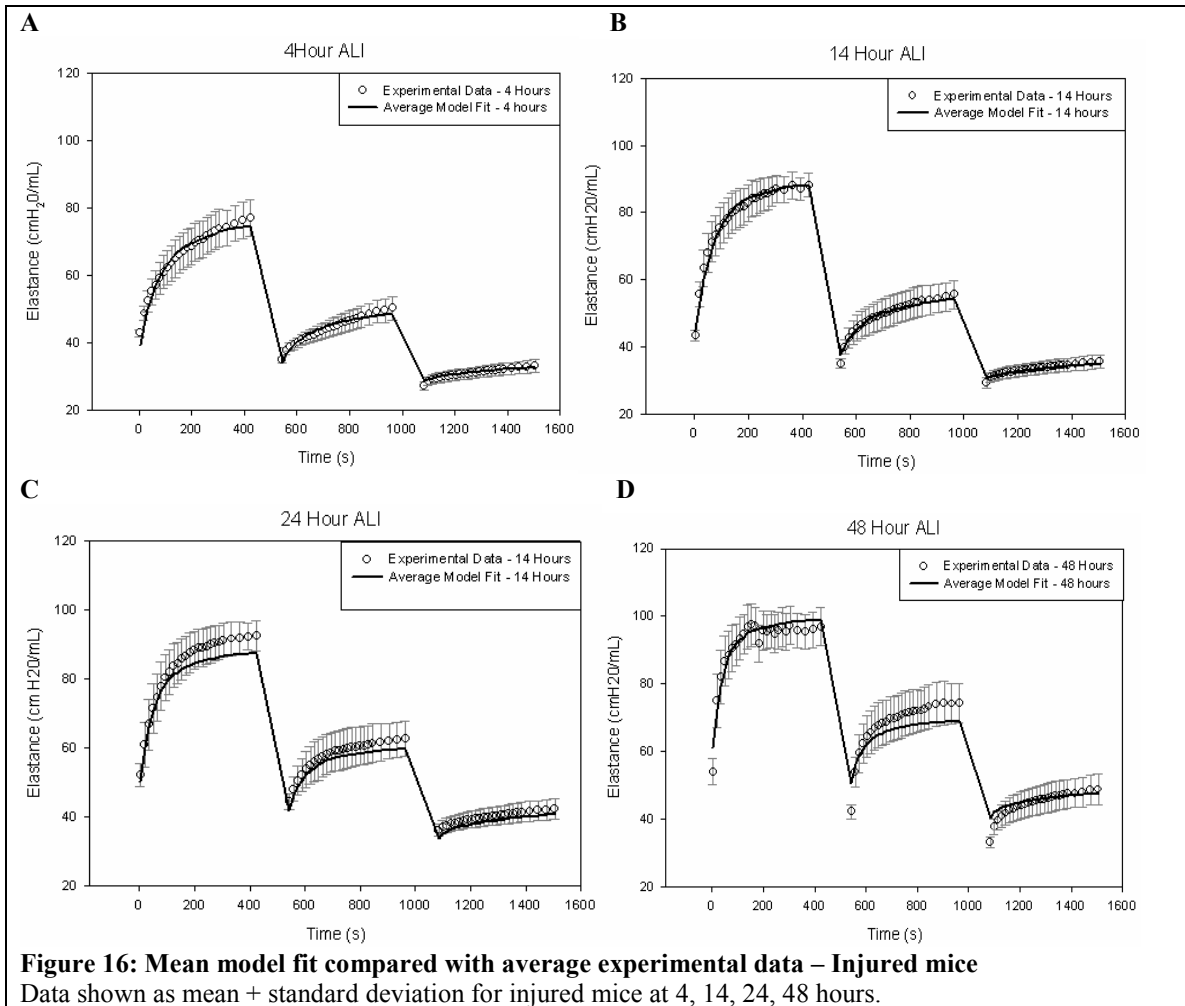 A
4Hour ALI
120
100
80
60
40
20
Elastance (cmH₂0/mL)
Experimental Data - 4 Hours
Average Model Fit - 4 hours
0 200 400 600 800 1000 1200 1400 1600
Time (s)
B
14 Hour ALI
120
100
80
60
40
20
Elastance (cmH20/mL)
Experimental Data - 14 Hours
Average Model Fit - 14 hours
0 200 400 600 800 1000 1200 1400 1600
Time (s)
C
24 Hour ALI
120
100
80
60
40
20
Elastance (cm H20/mL)
Experimental Data - 14 Hours
Average Model Fit - 14 Hours
0 200 400 600 800 1000 1200 1400 1600
Time (s)
D
48 Hour ALI
120
100
80
60
40
20
Elastance (cmH20/mL)
Experimental Data - 48 Hours
Average Model Fit - 48 hours
0 200 400 600 800 1000 1200 1400 1600
Time (s)
Figure 16: Mean model fit compared with average experimental data – Injured mice
Data shown as mean + standard deviation for injured mice at 4, 14, 24, 48 hours.